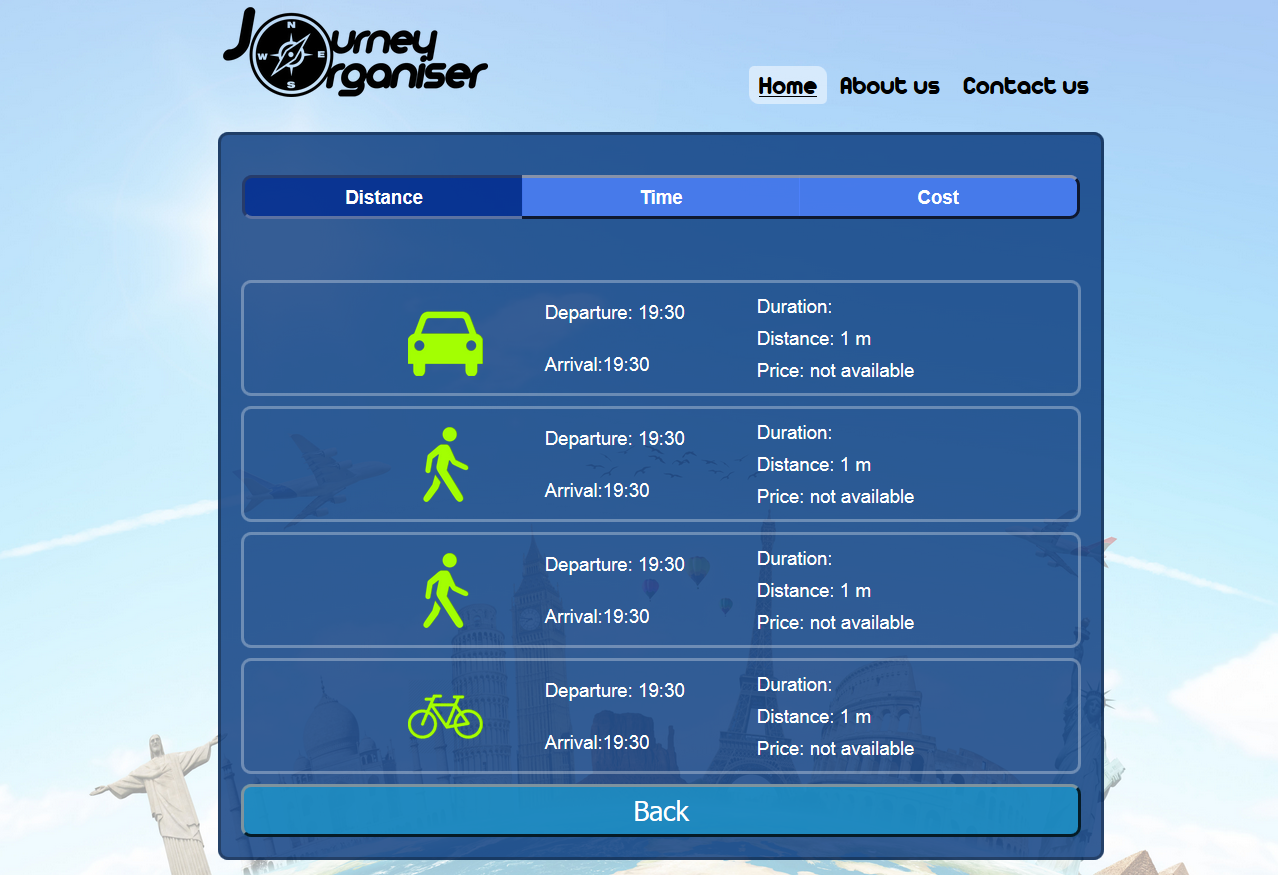 Journey
Organiser
N
W E
S
Home About us Contact us
Distance Time Cost
Departure: 19:30
Arrival:19:30
Duration:
Distance: 1 m
Price: not available
Departure: 19:30
Arrival:19:30
Duration:
Distance: 1 m
Price: not available
Departure: 19:30
Arrival:19:30
Duration:
Distance: 1 m
Price: not available
Departure: 19:30
Arrival:19:30
Duration:
Distance: 1 m
Price: not available
Back